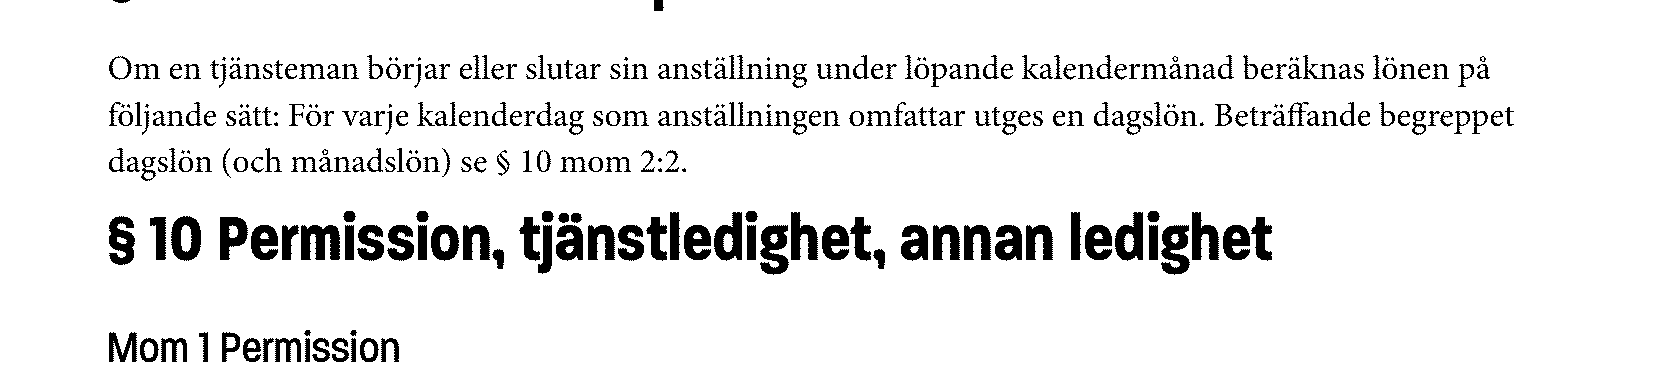 Om en tjänsteman börjar eller slutar sin anställning under löpande kalendermånad beräknas lönen på
följande sätt: För varje kalenderdag som anställningen omfattar utges en dagslön. Beträffande begreppet
dagslön (och månadslön) se § 10 mom 2:2.
§ 10 Permission, tjänstledighet, annan ledighet
Mom 1 Permission